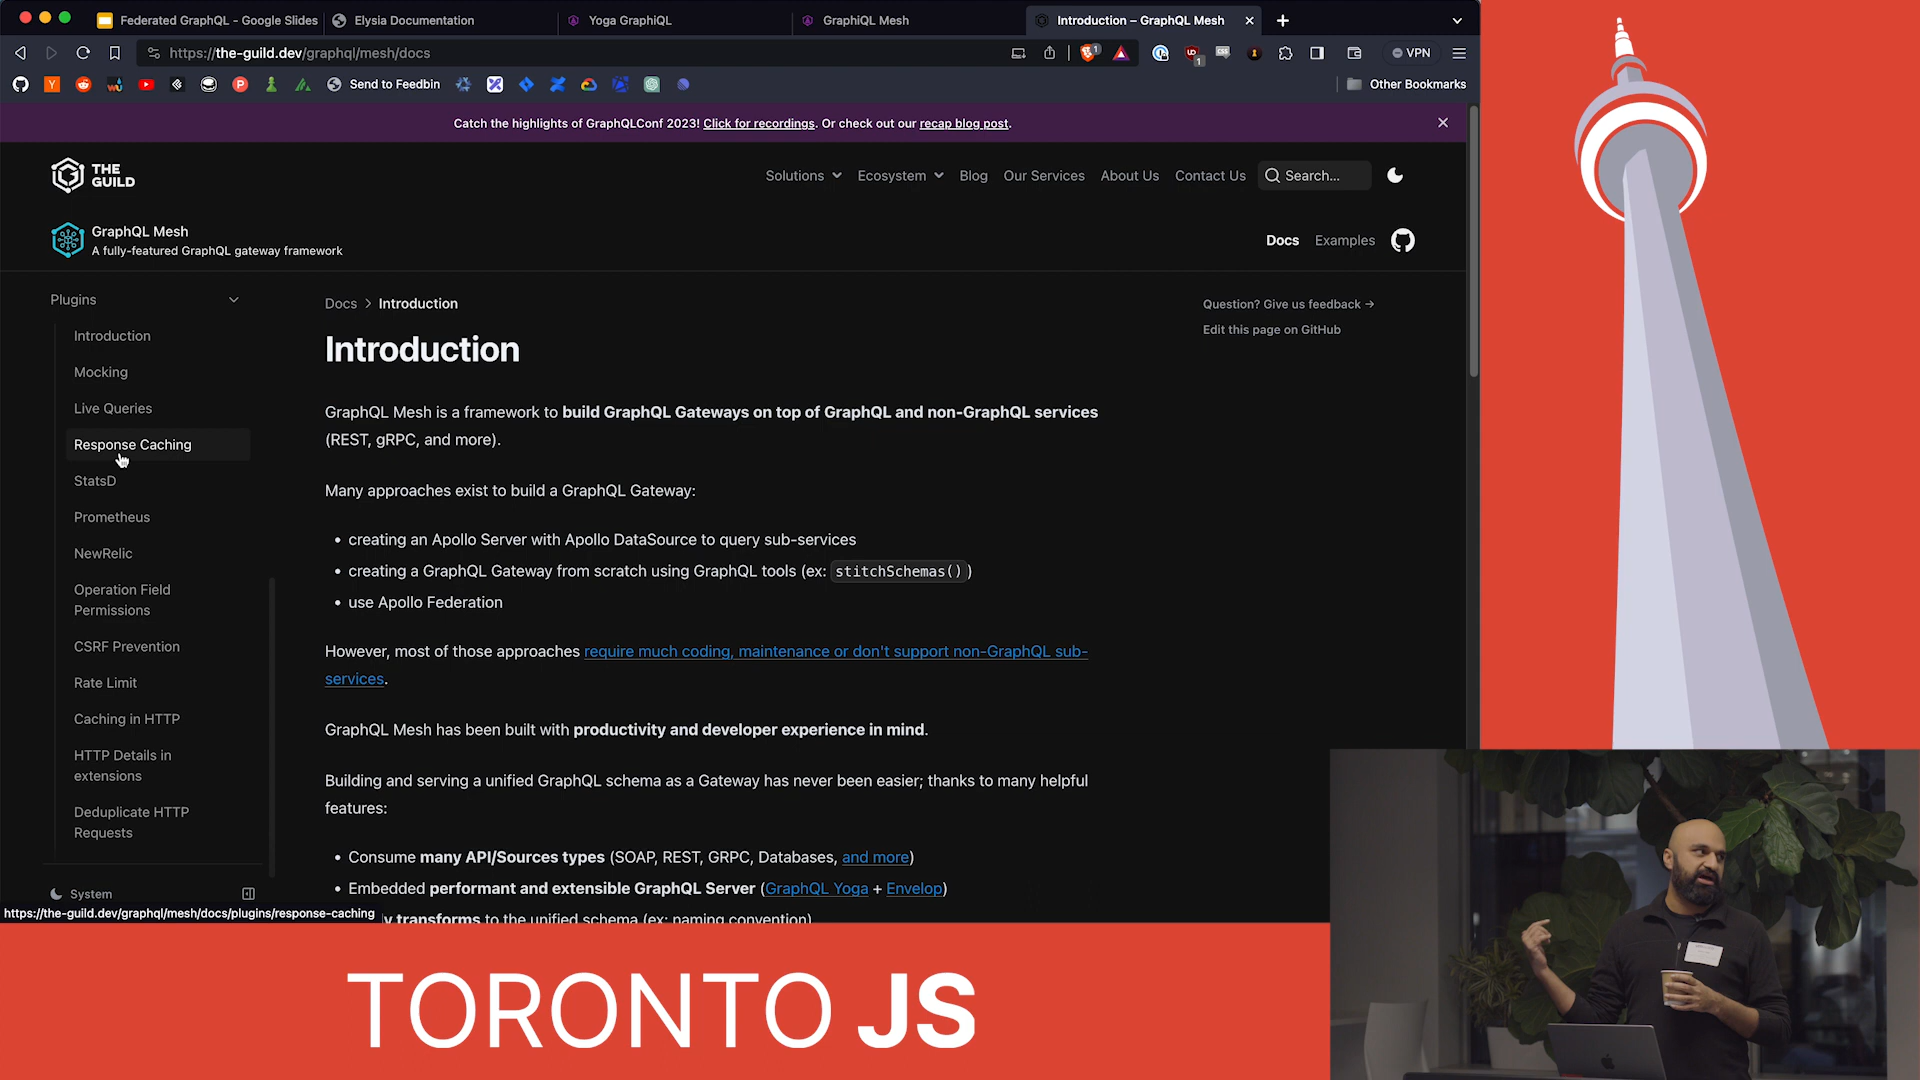 Federated GraphQL - Google Slides
Elysia Documentation
Yoga GraphiQL
GraphiQL Mesh
Introduction – GraphQL Mesh
https://the-guild.dev/graphql/mesh/docs
VPN
Send to Feedbin
Other Bookmarks
Catch the highlights of GraphQLConf 2023! Click for recordings. Or check out our recap blog post.
THE
GUILD
Solutions
Ecosystem
Blog
Our Services
About Us
Contact Us
Search...
GraphQL Mesh
A fully-featured GraphQL gateway framework
Docs
Examples
Plugins
Introduction
Mocking
Live Queries
Response Caching
StatsD
Prometheus
NewRelic
Operation Field
Permissions
CSRF Prevention
Rate Limit
Caching in HTTP
HTTP Details in
extensions
Deduplicate HTTP
Requests
System
https://the-guild.dev/graphql/mesh/docs/plugins/response-caching
Docs > Introduction
Introduction
GraphQL Mesh is a framework to build GraphQL Gateways on top of GraphQL and non-GraphQL services
(REST, gRPC, and more).
Many approaches exist to build a GraphQL Gateway:
• creating an Apollo Server with Apollo DataSource to query sub-services
• creating a GraphQL Gateway from scratch using GraphQL tools (ex: stitchSchemas())
• use Apollo Federation
However, most of those approaches require much coding, maintenance or don't support non-GraphQL sub-
services.
GraphQL Mesh has been built with productivity and developer experience in mind.
Building and serving a unified GraphQL schema as a Gateway has never been easier; thanks to many helpful
features:
• Consume many API/Sources types (SOAP, REST, GRPC, Databases, and more)
• Embedded performant and extensible GraphQL Server (GraphQL Yoga + Envelop)
transforms to the unified schema (ex: naming convention)
Question? Give us feedback →
Edit this page on GitHub
TORONTO JS